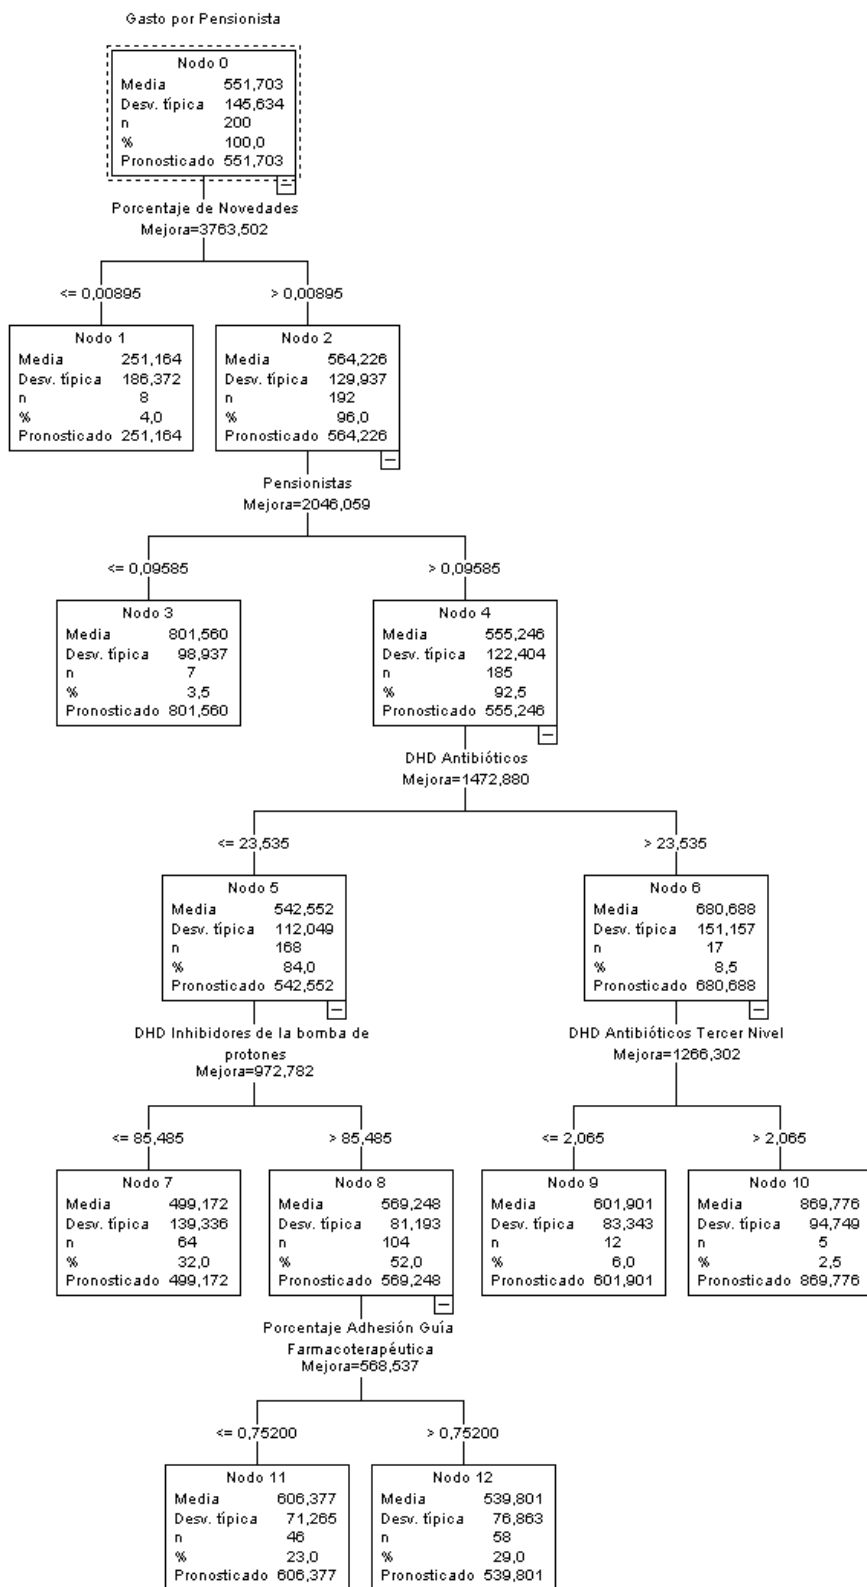 Gasto por Pensionista
Nodo 0
Media 551,703
Desv. típica 145,634
n 200
% 100,0
Pronosticado 551,703
Porcentaje de Novedades
Mejora=3763,502
<= 0,00895
> 0,00895
Nodo 1
Media 251,164
Desv. típica 186,372
n 8
% 4,0
Pronosticado 251,164
Nodo 2
Media 564,226
Desv. típica 129,937
n 192
% 96,0
Pronosticado 564,226
Pensionistas
Mejora=2046,059
<= 0,09585
> 0,09585
Nodo 3
Media 801,560
Desv. típica 98,937
n 7
% 3,5
Pronosticado 801,560
Nodo 4
Media 555,246
Desv. típica 122,404
n 185
% 92,5
Pronosticado 555,246
DHD Antibióticos
Mejora=1472,880
<= 23,535
> 23,535
Nodo 5
Media 542,552
Desv. típica 112,049
n 168
% 84,0
Pronosticado 542,552
Nodo 6
Media 680,688
Desv. típica 151,157
n 17
% 8,5
Pronosticado 680,688
DHD Inhibidores de la bomba de
protones
Mejora=972,782
DHD Antibióticos Tercer Nivel
Mejora=1266,302
<= 85,485
> 85,485
<= 2,065
> 2,065
Nodo 7
Media 499,172
Desv. típica 139,336
n 64
% 32,0
Pronosticado 499,172
Nodo 8
Media 569,248
Desv. típica 81,193
n 104
% 52,0
Pronosticado 569,248
Nodo 9
Media 601,901
Desv. típica 83,343
n 12
% 6,0
Pronosticado 601,901
Nodo 10
Media 869,776
Desv. típica 94,749
n 5
% 2,5
Pronosticado 869,776
Porcentaje Adhesión Guía
Farmacoterapéutica
Mejora=568,537
<= 0,75200
> 0,75200
Nodo 11
Media 606,377
Desv. típica 71,265
n 46
% 23,0
Pronosticado 606,377
Nodo 12
Media 539,801
Desv. típica 76,863
n 58
% 29,0
Pronosticado 539,801